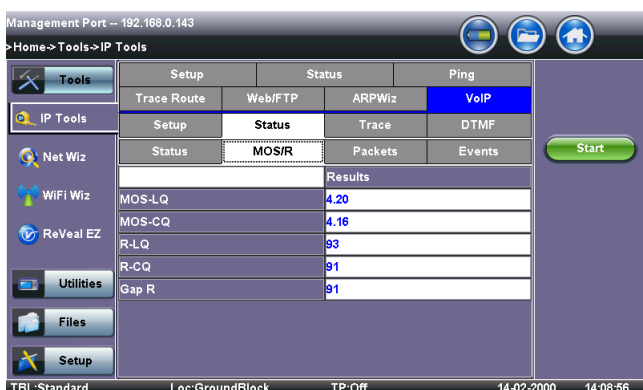 Management Port -- 192.168.0.143
>Home->Tools->IP Tools
Tools
IP Tools
Net Wiz
WiFi Wiz
ReVeal EZ
Utilities
Files
Setup
Setup Status Ping
Trace Route Web/FTP ARPWiz VoIP
Setup Status Trace DTMF
Status MOS/R Packets Events
Results
MOS-LQ 4.20
MOS-CQ 4.16
R-LQ 93
R-CQ 91
Gap R 91
Start
TBL:Standard Loc:GroundBlock TP:Off 14-02-2000 14:08:56